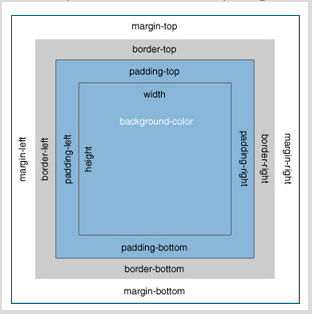 margin-top
border-top
padding-top
width
background-color
margin-left
border-left
padding-left
height
padding-right
border-right
margin-right
padding-bottom
border-bottom
margin-bottom